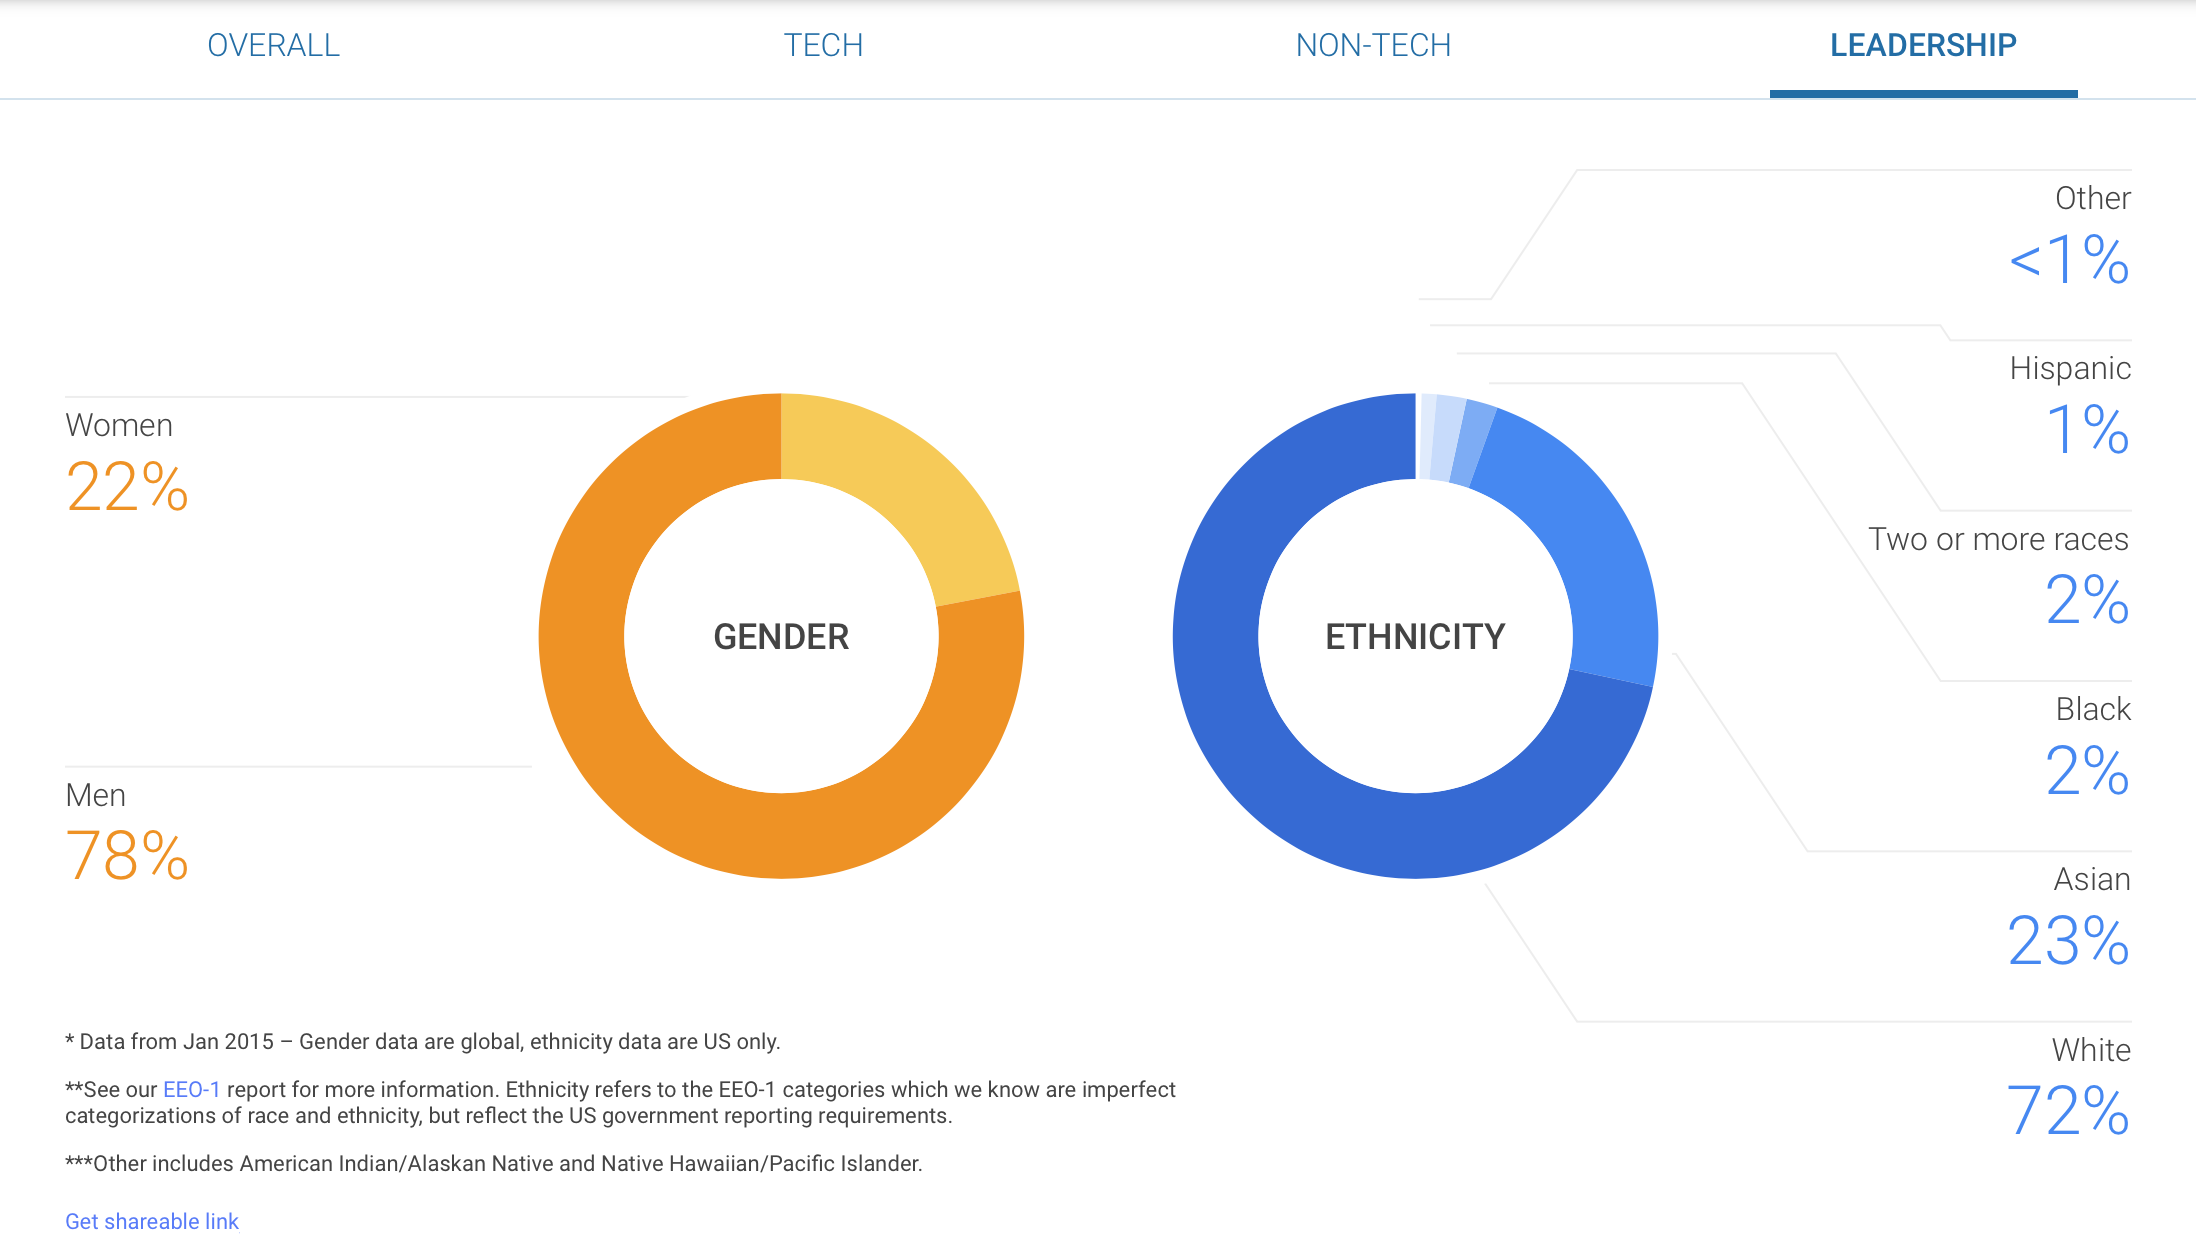 OVERALL
TECH
NON-TECH
LEADERSHIP
Women
22%
Men
78%
GENDER
ETHNICITY
Other
<1%
Hispanic
1%
Two or more races
2%
Black
2%
Asian
23%
White
72%
* Data from Jan 2015 – Gender data are global, ethnicity data are US only.
**See our EEO-1 report for more information. Ethnicity refers to the EEO-1 categories which we know are imperfect
categorizations of race and ethnicity, but reflect the US government reporting requirements.
***Other includes American Indian/Alaskan Native and Native Hawaiian/Pacific Islander.
Get shareable link